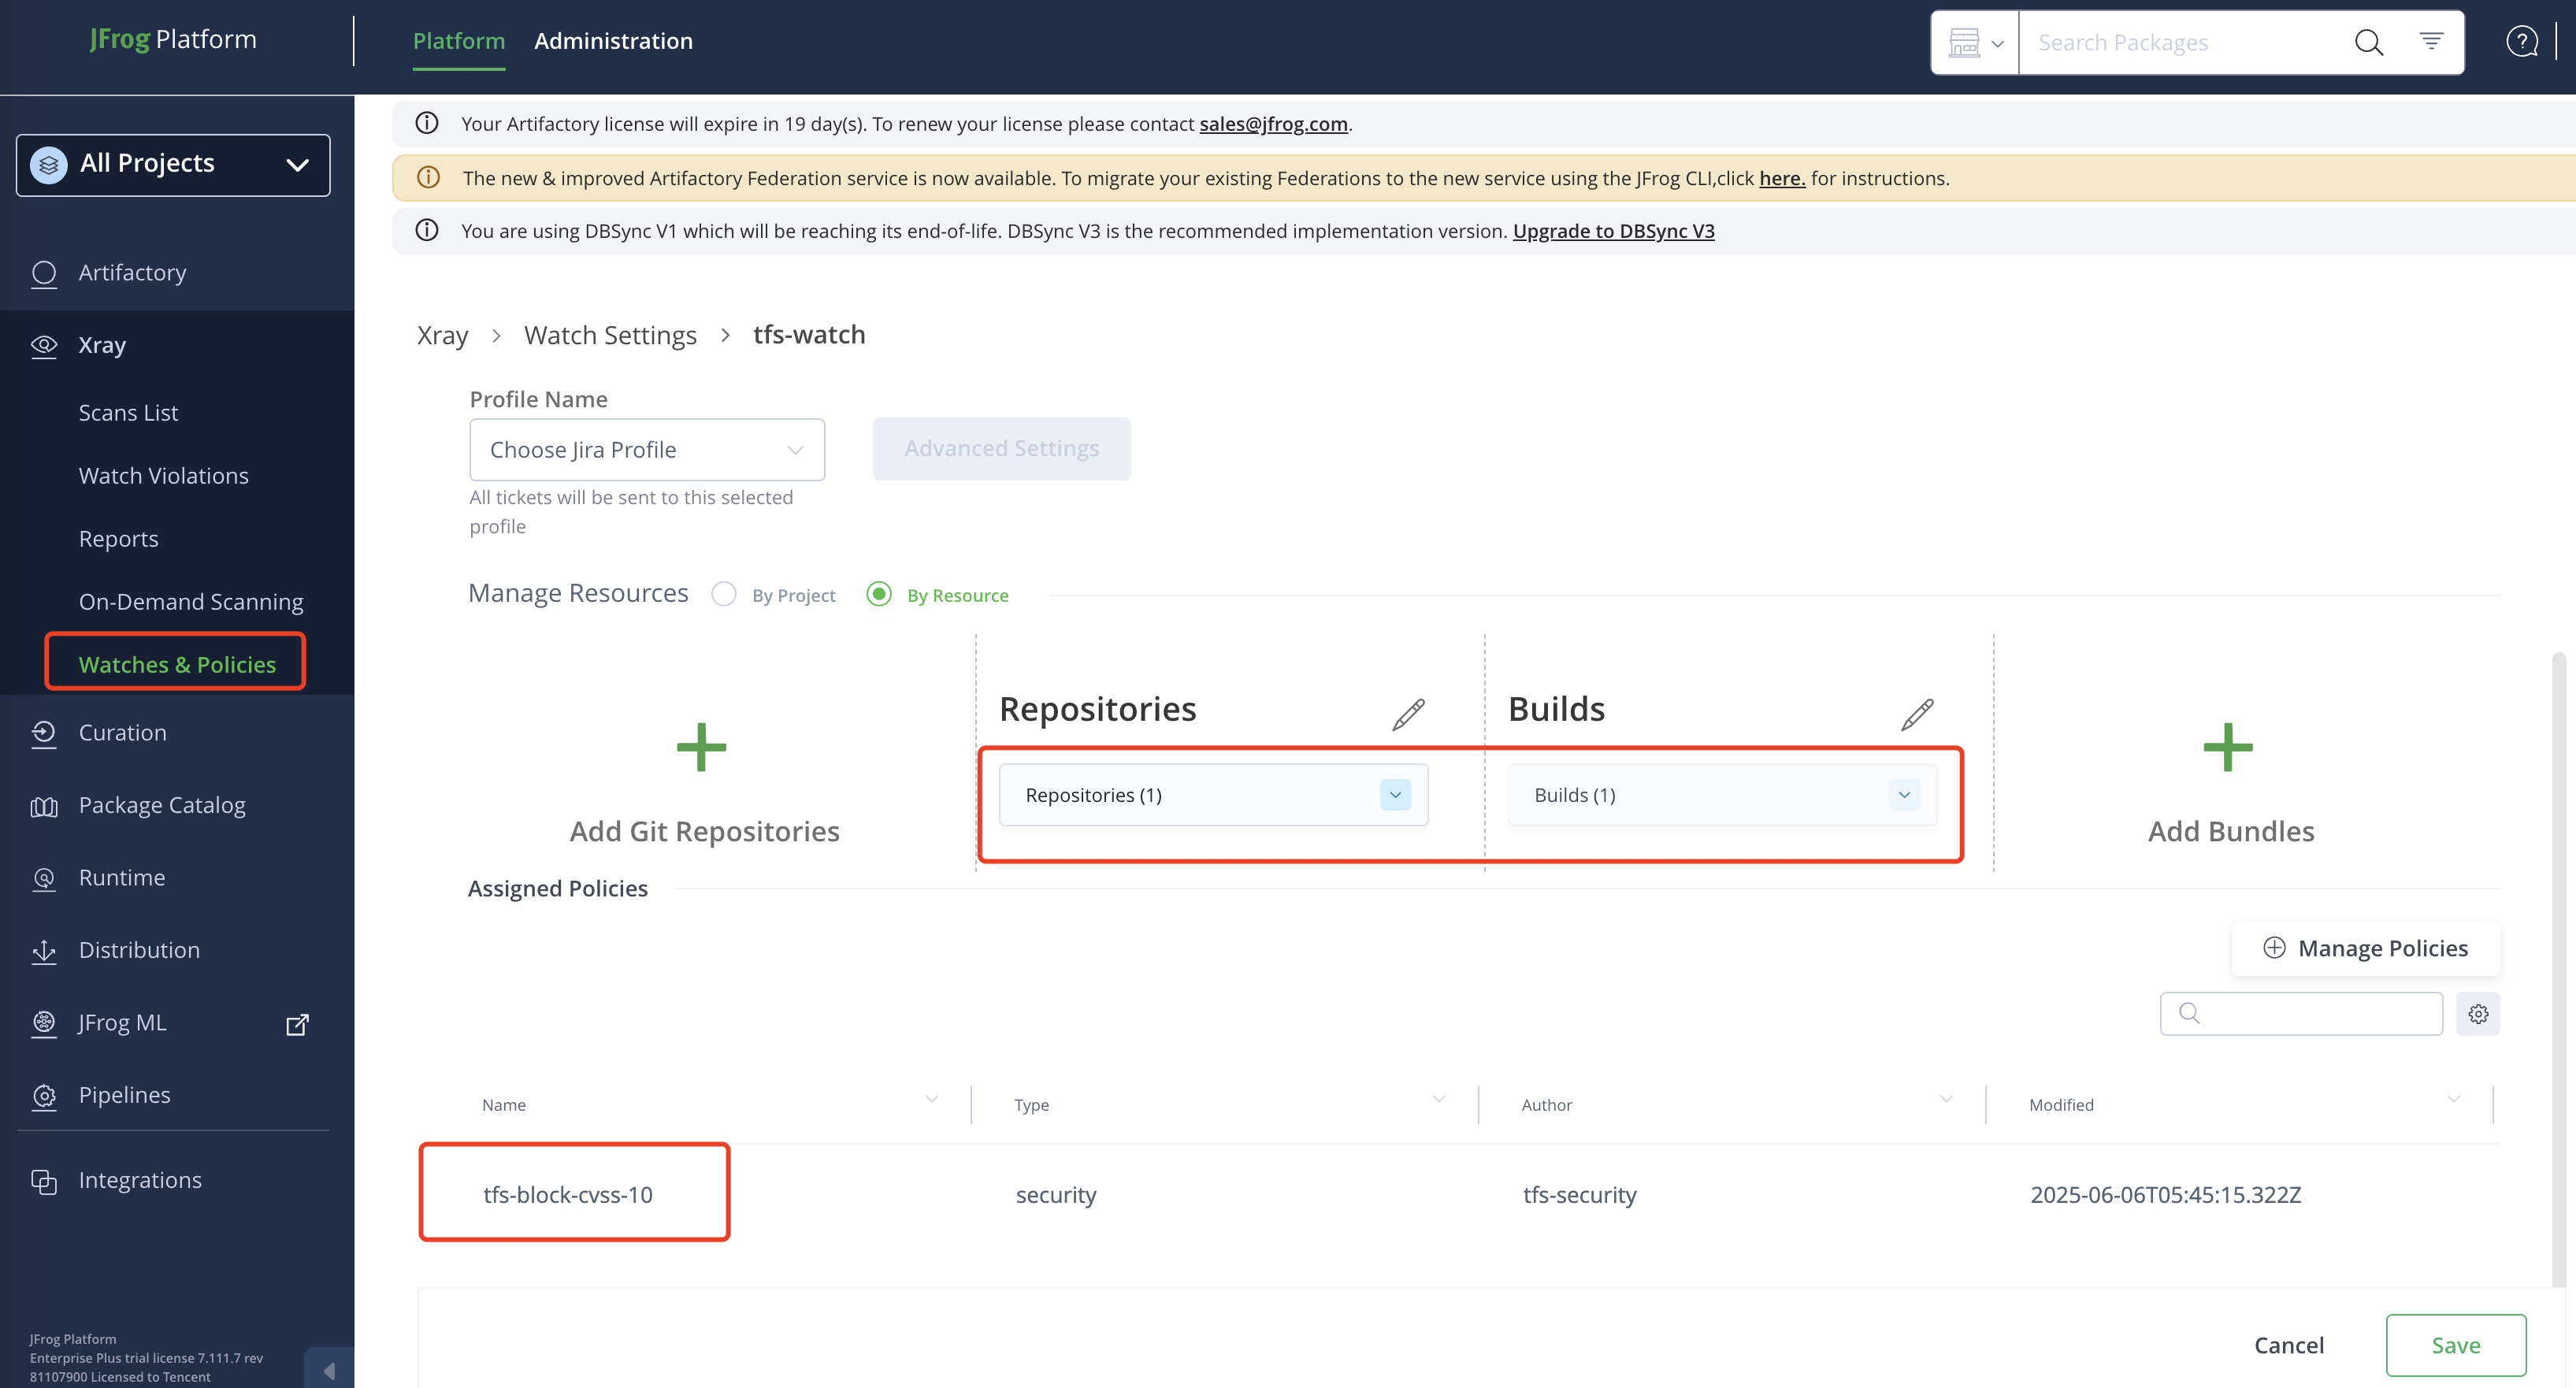 JFrog Platform
Platform
Administration
Search Packages
All Projects
Artifactory
Xray
Scans List
Watch Violations
Reports
On-Demand Scanning
Watches & Policies
Curation
Package Catalog
Runtime
Distribution
JFrog ML
Pipelines
Integrations
JFrog Platform
Enterprise Plus trial license 7.111.7 rev
81107900 Licensed to Tencent
Your Artifactory license will expire in 19 day(s). To renew your license please contact sales@jfrog.com.
The new & improved Artifactory Federation service is now available. To migrate your existing Federations to the new service using the JFrog CLI,click here. for instructions.
You are using DBSync V1 which will be reaching its end-of-life. DBSync V3 is the recommended implementation version. Upgrade to DBSync V3
Xray > Watch Settings > tfs-watch
Profile Name
Choose Jira Profile
Advanced Settings
All tickets will be sent to this selected
profile
Manage Resources By Project By Resource
Add Git Repositories
Repositories
Repositories (1)
Builds
Builds (1)
Add Bundles
Assigned Policies
Manage Policies
Name Type Author Modified
tfs-block-cvss-10 security tfs-security 2025-06-06T05:45:15.322Z
Cancel
Save